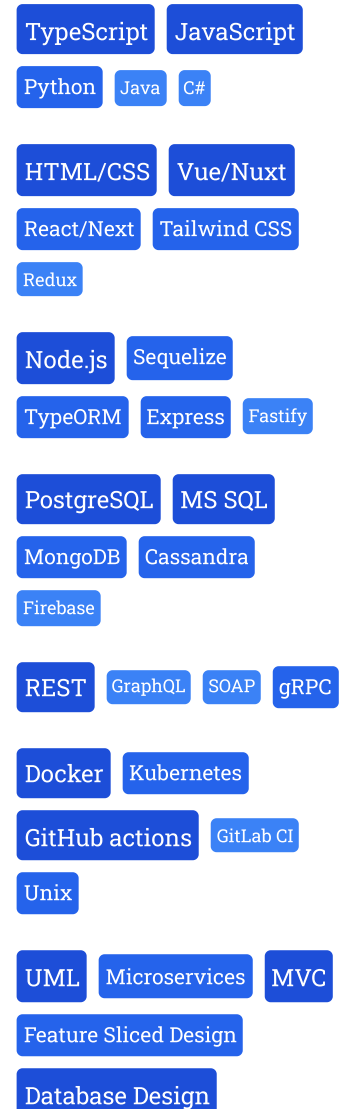 TypeScript JavaScript
Python Java C#
HTML/CSS Vue/Nuxt
React/Next Tailwind CSS
Redux
Node.js Sequelize
TypeORM Express Fastify
PostgreSQL MS SQL
MongoDB Cassandra
Firebase
REST GraphQL SOAP gRPC
Docker Kubernetes
GitHub actions GitLab CI
Unix
UML Microservices MVC
Feature Sliced Design
Database Design